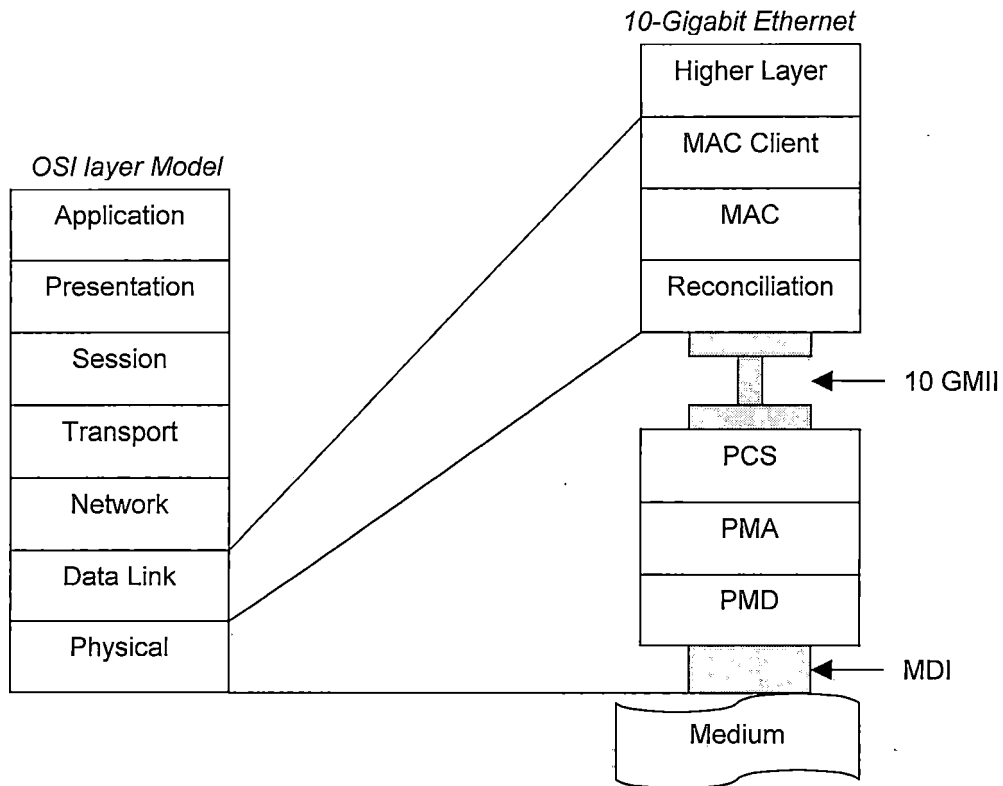 10-Gigabit Ethernet
Higher Layer
MAC Client
MAC
Reconciliation
10 GMII
PCS
PMA
PMD
MDI
Medium
OSI layer Model
Application
Presentation
Session
Transport
Network
Data Link
Physical